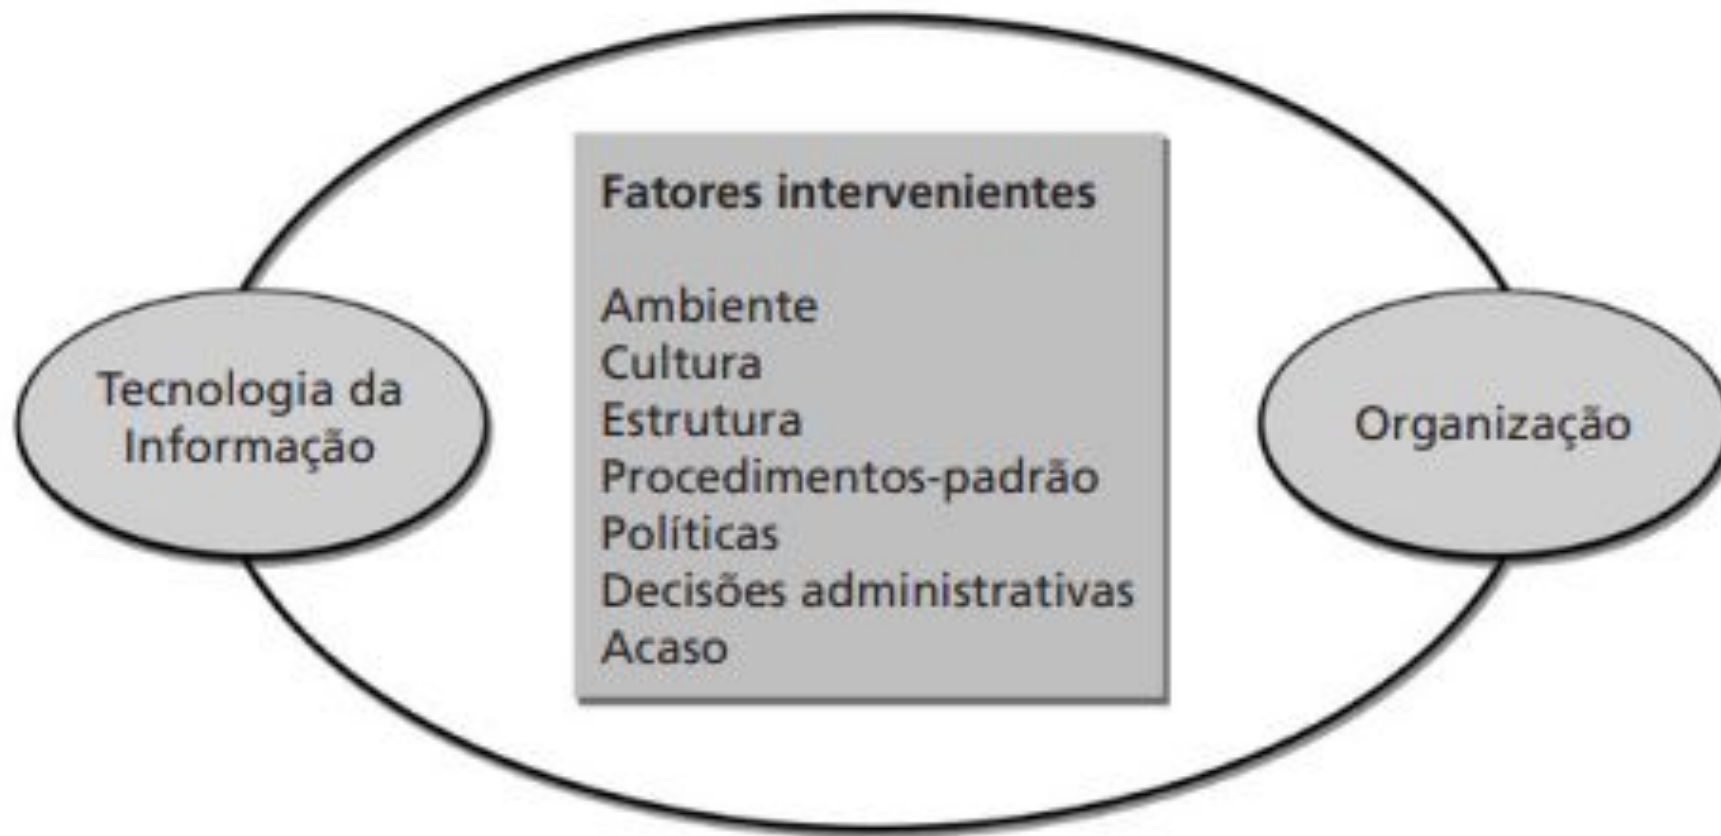 Fatores intervenientes
Ambiente
Cultura
Estrutura
Procedimentos-padrão
Políticas
Decisões administrativas
Acaso
Tecnologia da
Informação
Organização